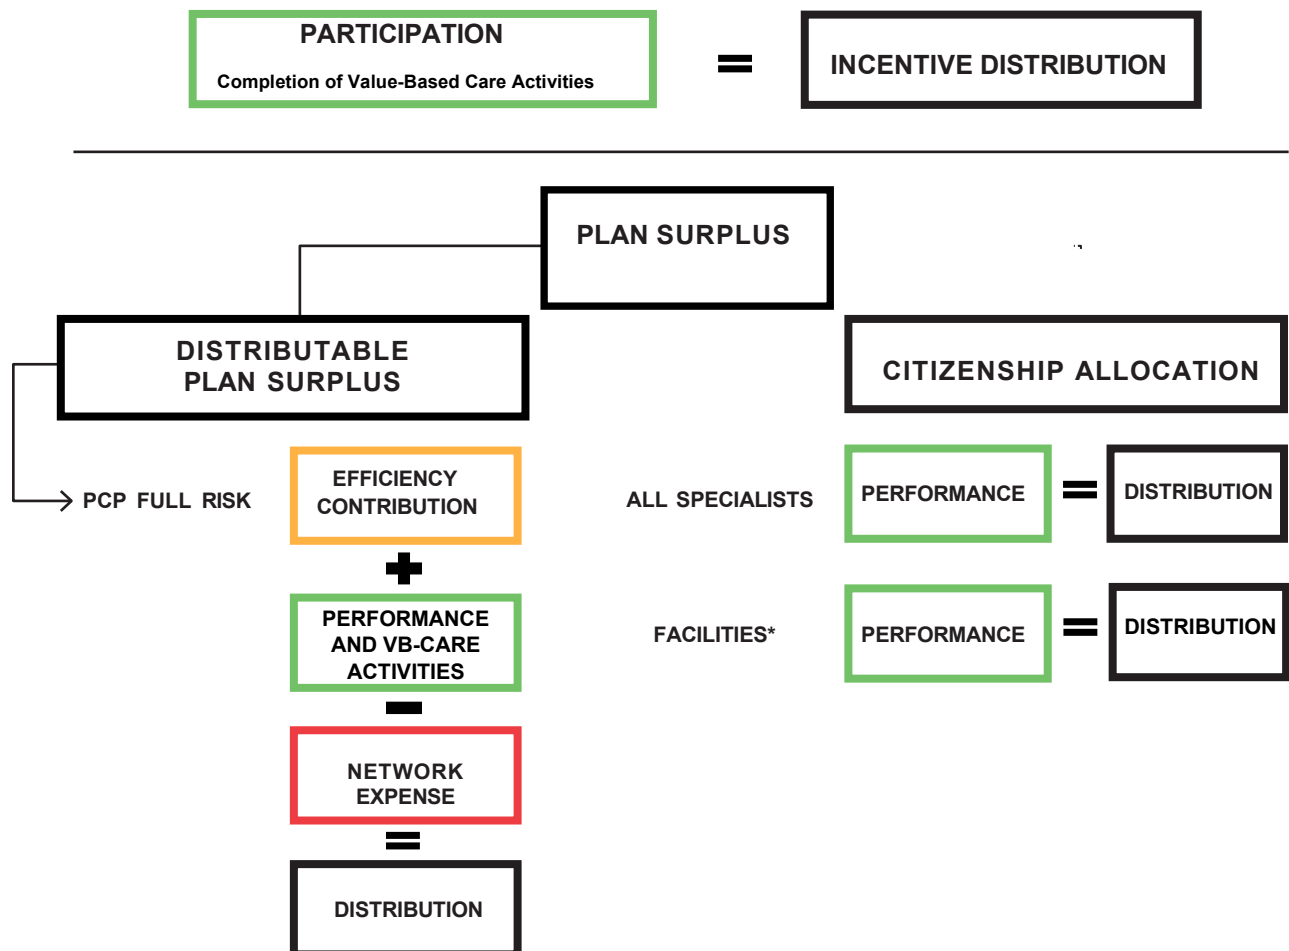 PARTICIPATION
Completion of Value-Based Care Activities
=
INCENTIVE DISTRIBUTION
PLAN SURPLUS
DISTRIBUTABLE
PLAN SURPLUS
CITIZENSHIP ALLOCATION
PCP FULL RISK
EFFICIENCY
CONTRIBUTION
+
PERFORMANCE
AND VB-CARE
ACTIVITIES
-
NETWORK
EXPENSE
=
DISTRIBUTION
ALL SPECIALISTS
PERFORMANCE
=
DISTRIBUTION
FACILITIES*
PERFORMANCE
=
DISTRIBUTION